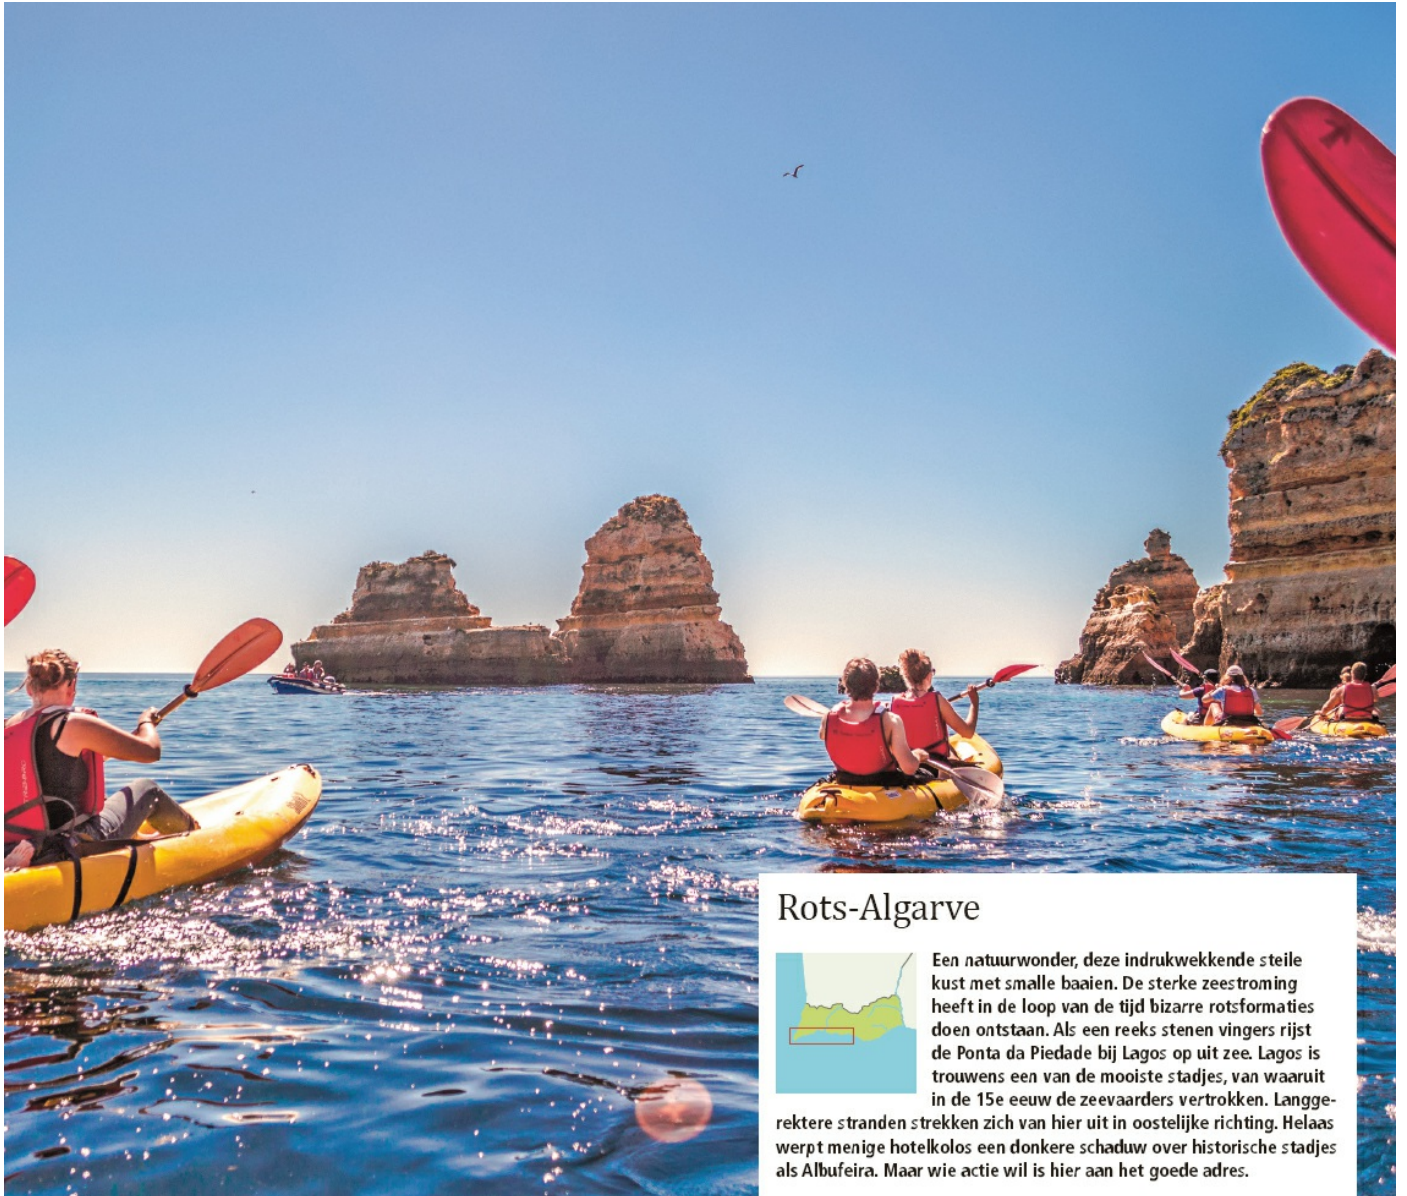 Rots-Algarve
Een natuurwonder, deze indrukwekkende steile
kust met smalle baaien. De sterke zeestroming
heeft in de loop van de tijd bizarre rotsformaties
doen ontstaan. Als een reeks stenen vingers rijst
de Ponta da Piedade bij Lagos op uit zee. Lagos is
trouwens een van de mooiste stadjes, van waaruit
in de 15e eeuw de zeevaarders vertrokken. Langge-
rektere stranden strekken zich van hier uit in oostelijke richting. Helaas
werpt menige hotelkolos een donkere schaduw over historische stadjes
als Albufeira. Maar wie actie wil is hier aan het goede adres.